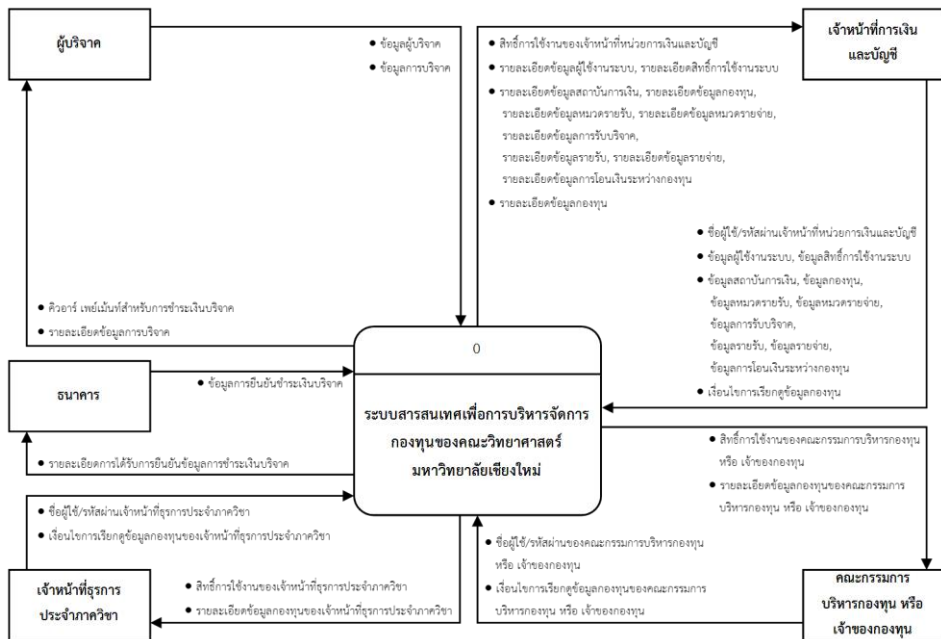 ผู้บริจาค
● ข้อมูลผู้บริจาค
● ข้อมูลการบริจาค
● สิทธิ์การใช้งานของเจ้าหน้าที่หน่วยการเงินและบัญชี
● รายละเอียดข้อมูลผู้ใช้งานระบบ, รายละเอียดสิทธิ์การใช้งานระบบ
● รายละเอียดข้อมูลสถาบันการเงิน, รายละเอียดข้อมูลกองทุน,
รายละเอียดข้อมูลหมวดรายรับ, รายละเอียดข้อมูลหมวดรายจ่าย,
รายละเอียดข้อมูลการรับบริจาค,
รายละเอียดข้อมูลรายรับ, รายละเอียดข้อมูลรายจ่าย,
รายละเอียดข้อมูลการโอนเงินระหว่างกองทุน
● รายละเอียดข้อมูลกองทุน
เจ้าหน้าที่การเงิน
และบัญชี
● ชื่อผู้ใช้/รหัสผ่านเจ้าหน้าที่หน่วยการเงินและบัญชี
● ข้อมูลผู้ใช้งานระบบ, ข้อมูลสิทธิ์การใช้งานระบบ
● ข้อมูลสถาบันการเงิน, ข้อมูลกองทุน,
ข้อมูลหมวดรายรับ, ข้อมูลหมวดรายจ่าย,
ข้อมูลการรับบริจาค,
ข้อมูลรายรับ, ข้อมูลรายจ่าย,
ข้อมูลการโอนเงินระหว่างกองทุน
● เงื่อนไขการเรียกดูข้อมูลกองทุน
● คิวอาร์ เพย์เม้นท์สำหรับการชำระเงินบริจาค
● รายละเอียดข้อมูลการบริจาค
0
ระบบสารสนเทศเพื่อการบริหารจัดการ
กองทุนของคณะวิทยาศาสตร์
มหาวิทยาลัยเชียงใหม่
ธนาคาร
● ข้อมูลการยืนยันชำระเงินบริจาค
● รายละเอียดการได้รับการยืนยันข้อมูลการชำระเงินบริจาค
● สิทธิ์การใช้งานของคณะกรรมการบริหารกองทุน
หรือ เจ้าของกองทุน
● รายละเอียดข้อมูลกองทุนของคณะกรรมการ
บริหารกองทุน หรือ เจ้าของกองทุน
● ชื่อผู้ใช้/รหัสผ่านเจ้าหน้าที่ธุรการประจำภาควิชา
● เงื่อนไขการเรียกดูข้อมูลกองทุนของเจ้าหน้าที่ธุรการประจำภาควิชา
● ชื่อผู้ใช้/รหัสผ่านของคณะกรรมการบริหารกองทุน
หรือ เจ้าของกองทุน
● เงื่อนไขการเรียกดูข้อมูลกองทุนของคณะกรรมการ
บริหารกองทุน หรือ เจ้าของกองทุน
เจ้าหน้าที่ธุรการ
ประจำภาควิชา
● สิทธิ์การใช้งานของเจ้าหน้าที่ธุรการประจำภาควิชา
● รายละเอียดข้อมูลกองทุนของเจ้าหน้าที่ธุรการประจำภาควิชา
คณะกรรมการ
บริหารกองทุน หรือ
เจ้าของกองทุน